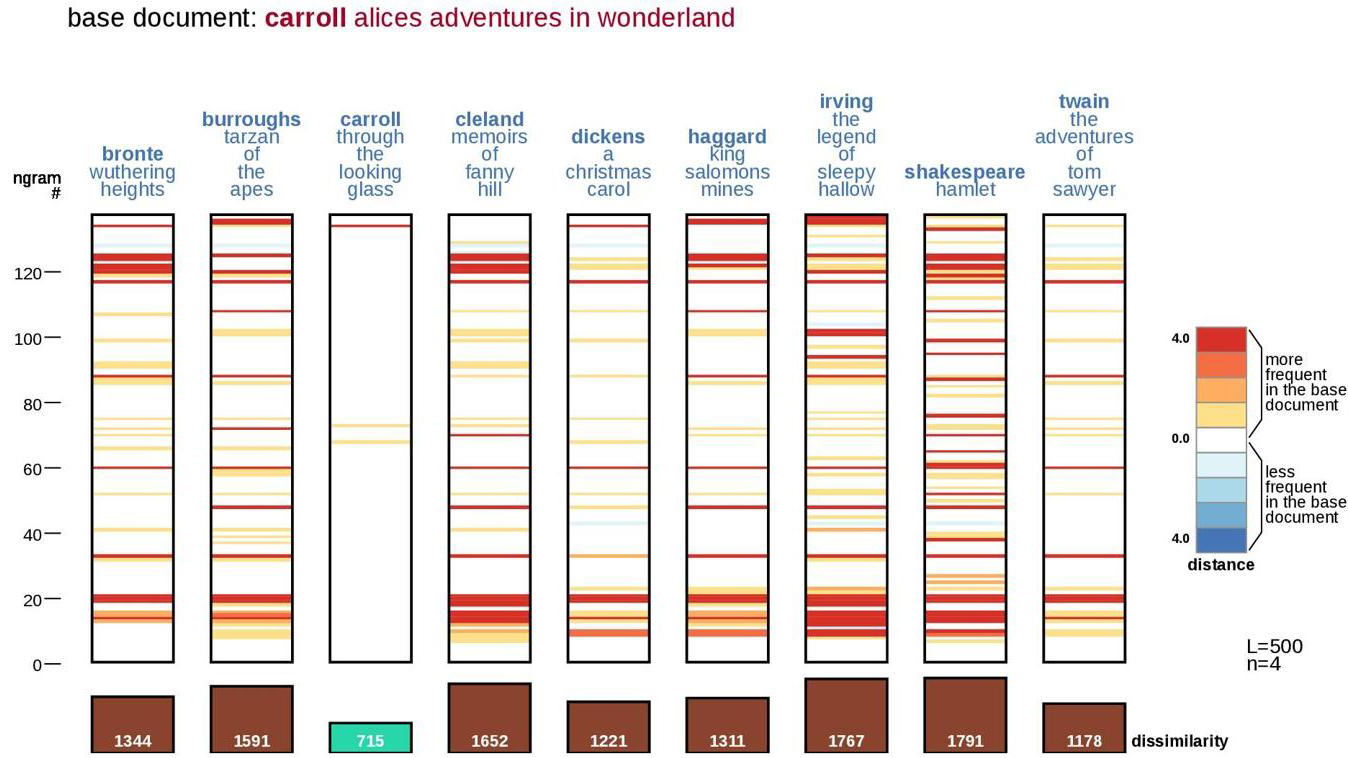 base document: carroll alices adventures in wonderland
ngram
#
bronte
wuthering
heights
burroughs
tarzan
of
the
apes
carroll
through
the
looking
glass
cleland
memoirs
of
fanny
hill
dickens
a
christmas
carol
haggard
king
salomons
mines
irving
the
legend
of
sleepy
hallow
shakespeare
hamlet
twain
the
adventures
of
tom
sawyer
120
100
80
60
40
20
0
4.0
0.0
4.0
more
frequent
in the base
document
less
frequent
in the base
document
distance
L=500
n=4
1344
1591
715
1652
1221
1311
1767
1791
1178
dissimilarity